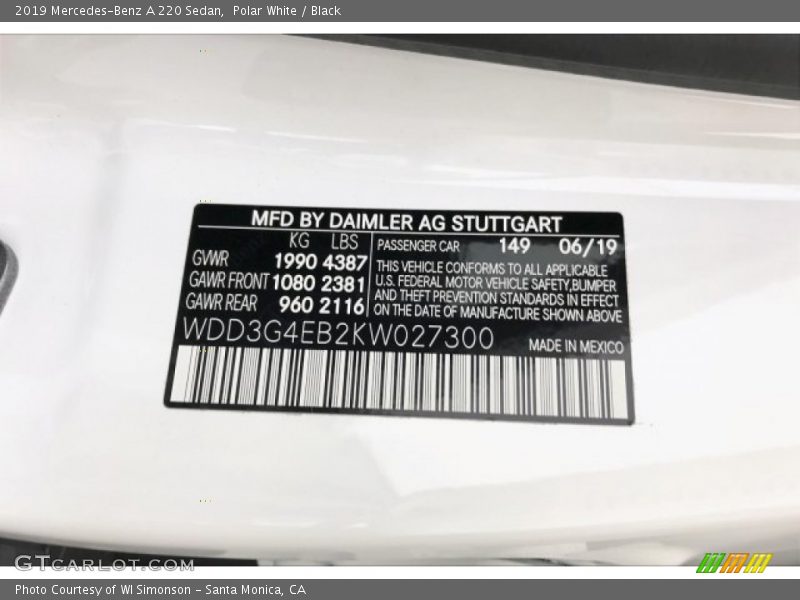 2019 Mercedes-Benz A 220 Sedan, Polar White / Black
MFD BY DAIMLER AG STUTTGART
KG LBS
GVWR 1990 4387
GAWR FRONT 1080 2381
GAWR REAR 960 2116
PASSENGER CAR 149 06/19
THIS VEHICLE CONFORMS TO ALL APPLICABLE
U.S. FEDERAL MOTOR VEHICLE SAFETY,BUMPER
AND THEFT PREVENTION STANDARDS IN EFFECT
ON THE DATE OF MANUFACTURE SHOWN ABOVE
WDD3G4EB2KW027300
MADE IN MEXICO
GTCARLOT.COM
Photo Courtesy of WI Simonson - Santa Monica, CA